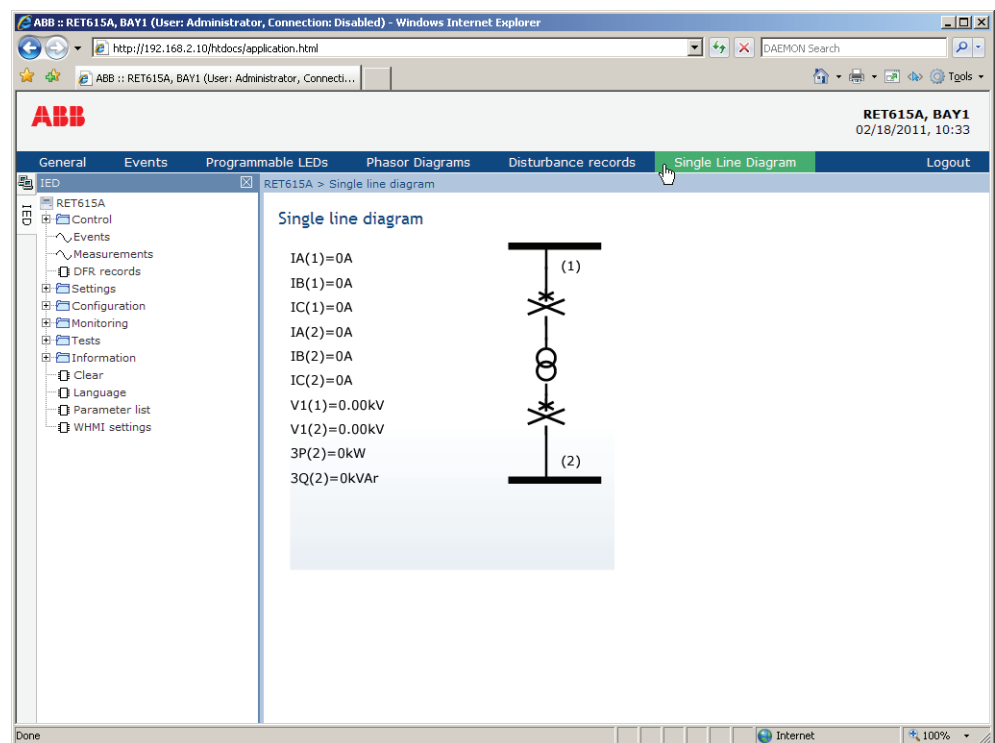 ABB :: RET615A, BAY1 (User: Administrator, Connection: Disabled) - Windows Internet Explorer
http://192.168.2.10/htdocs/application.html
DAEMON Search
ABB :: RET615A, BAY1 (User: Administrator, Connecti...
Tools
ABB
RET615A, BAY1
02/18/2011, 10:33
General Events Programmable LEDs Phasor Diagrams Disturbance records Single Line Diagram Logout
IED
IED
RET615A > Single line diagram
RET615A
Control
Events
Measurements
DFR records
Settings
Configuration
Monitoring
Tests
Information
Clear
Language
Parameter list
WHMI settings
Single line diagram
IA(1)=0A
IB(1)=0A
IC(1)=0A
IA(2)=0A
IB(2)=0A
IC(2)=0A
V1(1)=0.00kV
V1(2)=0.00kV
3P(2)=0kW
3Q(2)=0kVAr
(1)
(2)
Done
Internet
100%